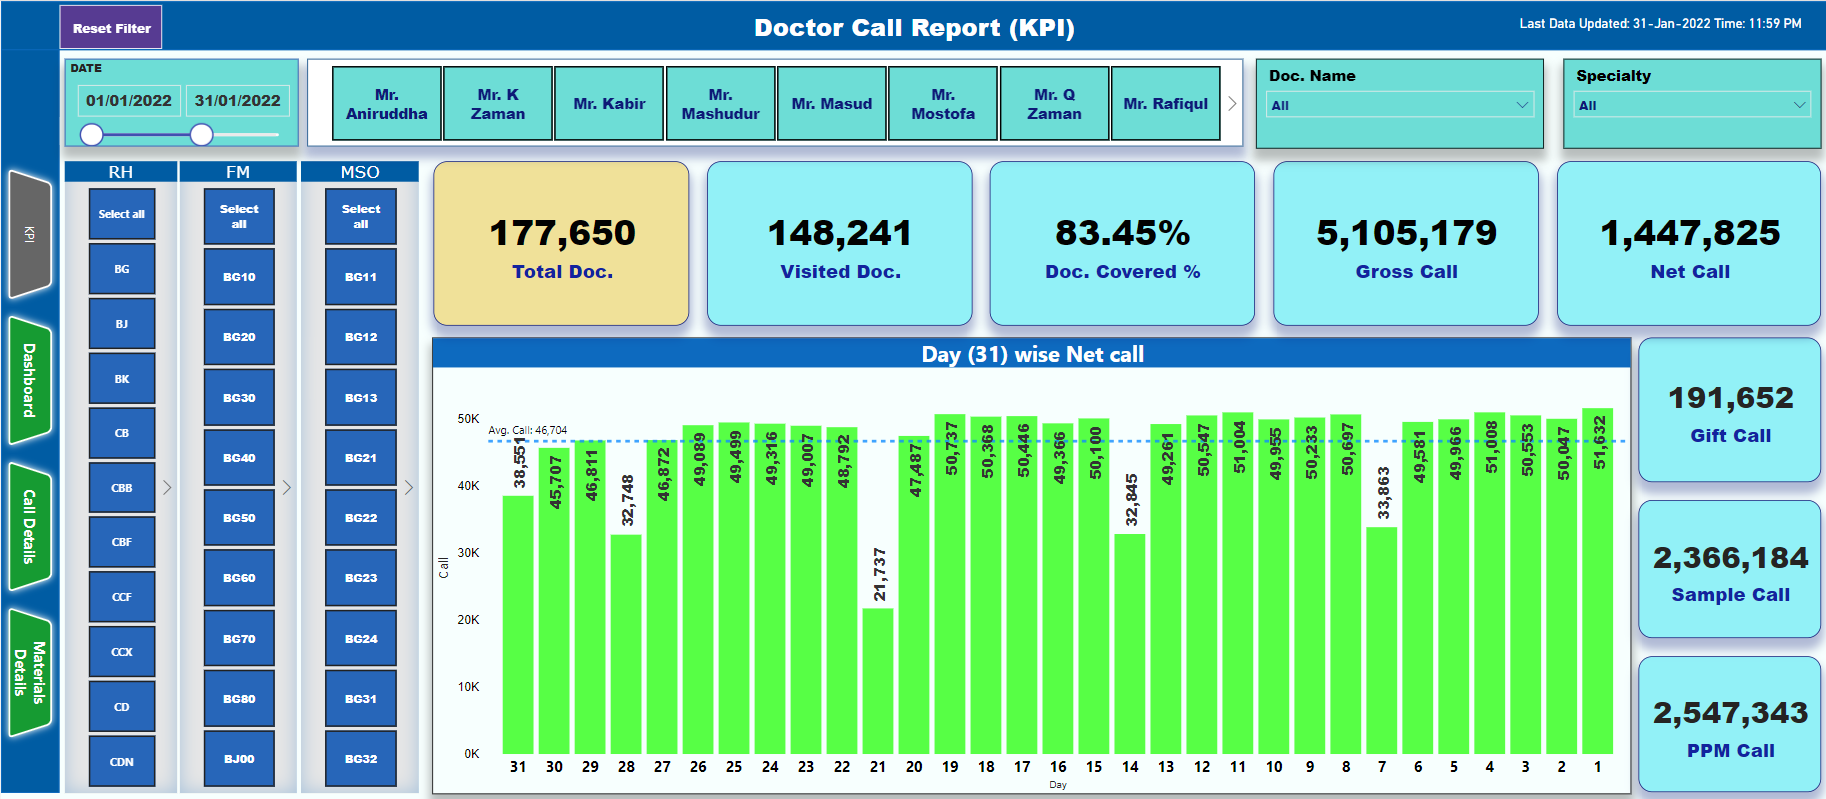 Reset Filter
Doctor Call Report (KPI)
Last Data Updated: 31-Jan-2022 Time: 11:59 PM
DATE
01/01/2022
31/01/2022
Mr.
Aniruddha
Mr. K
Zaman
Mr. Kabir
Mr.
Mashudur
Mr. Masud
Mr.
Mostofa
Mr. Q
Zaman
Mr. Rafiqul
Doc. Name
All
Specialty
All
KPI
Dashboard
Call Details
Materials
Details
RH
Select all
BG
BJ
BK
CB
CBB
CBF
CCF
CCX
CD
CDN
FM
Select
all
BG10
BG20
BG30
BG40
BG50
BG60
BG70
BG80
BJ00
MSO
Select
all
BG11
BG12
BG13
BG21
BG22
BG23
BG24
BG31
BG32
177,650
Total Doc.
148,241
Visited Doc.
83.45%
Doc. Covered %
5,105,179
Gross Call
1,447,825
Net Call
Day (31) wise Net call
50K
40K
30K
20K
10K
0K
Call
Avg. Call: 46,704
38,551
45,707
46,811
32,748
46,872
49,089
49,499
49,316
49,007
48,792
21,737
47,487
50,737
50,368
50,446
49,366
50,100
32,845
49,261
50,547
51,004
49,955
50,233
50,697
33,863
49,581
49,966
51,008
50,553
50,047
51,632
31 30 29 28 27 26 25 24 23 22 21 20 19 18 17 16 15 14 13 12 11 10 9 8 7 6 5 4 3 2 1
Day
191,652
Gift Call
2,366,184
Sample Call
2,547,343
PPM Call